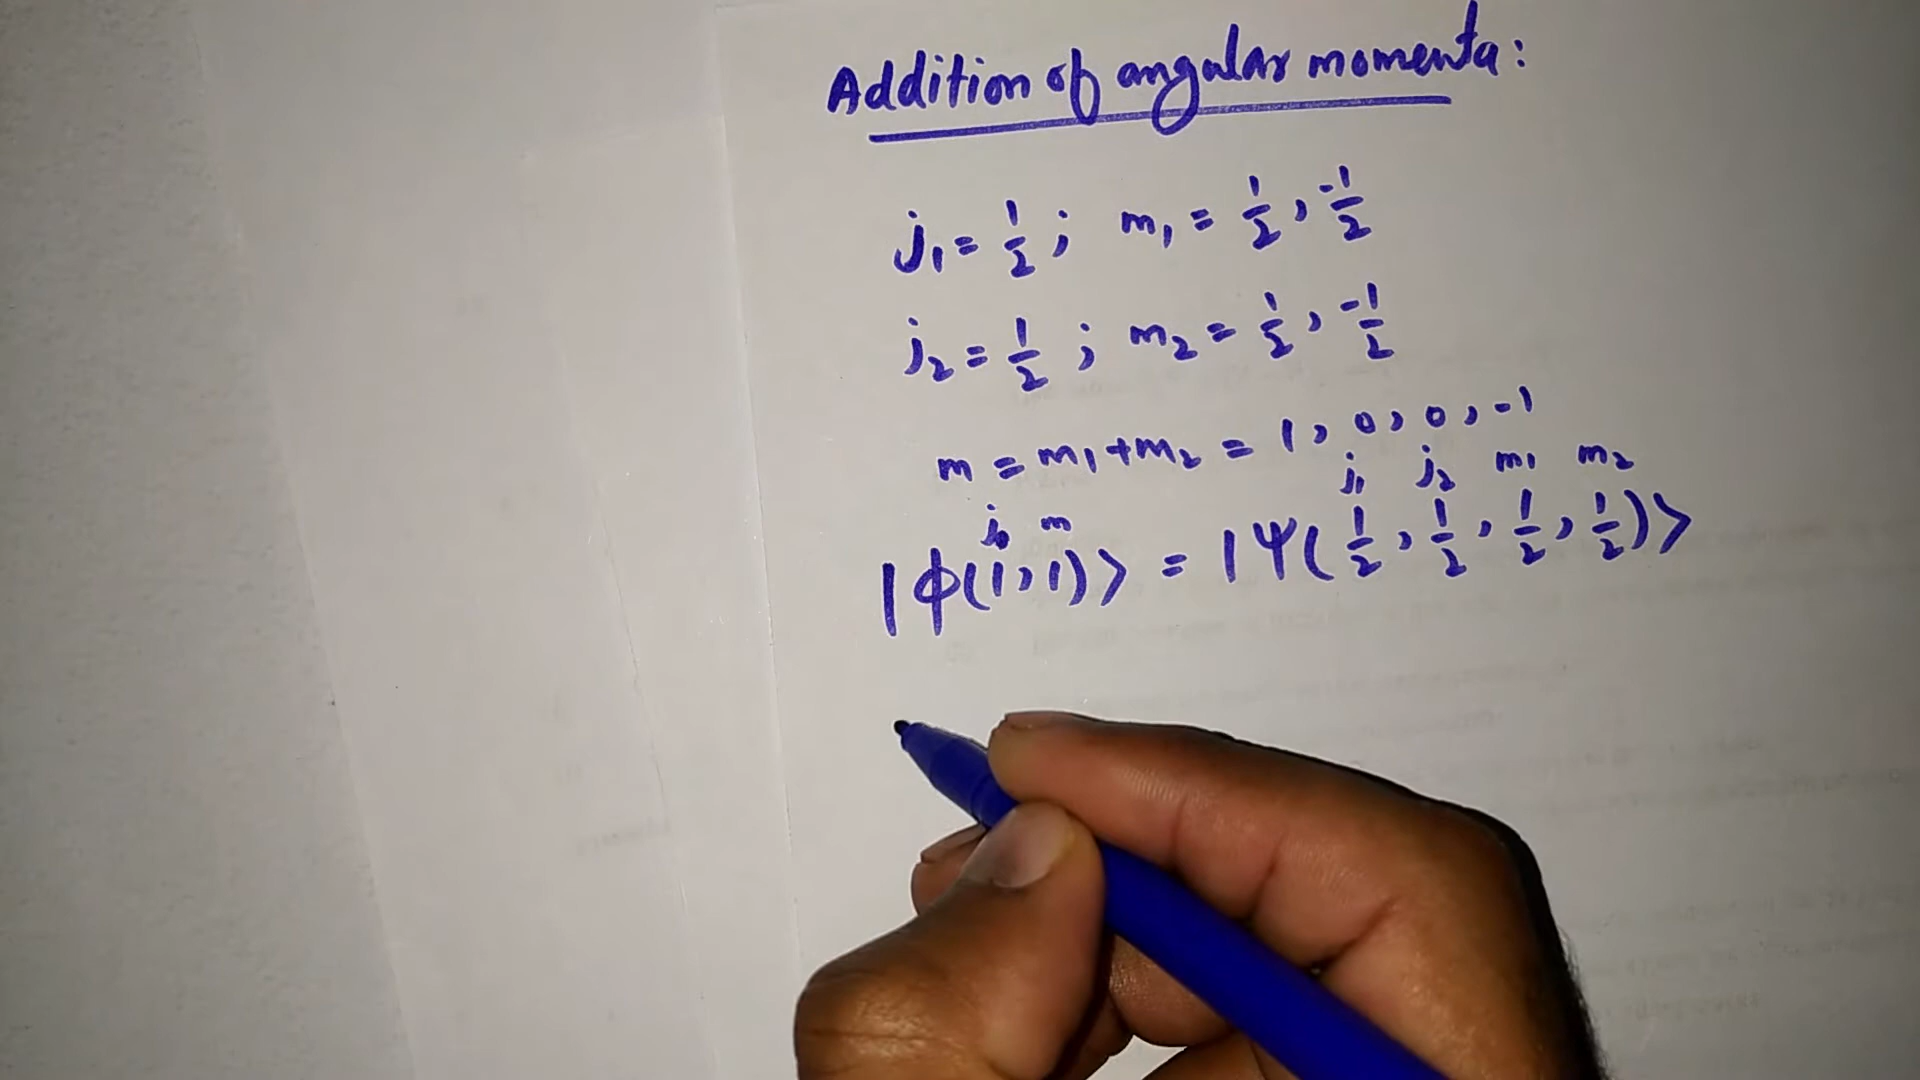 Addition of angular momenta:
j₁ = 1/2 ; m₁ = 1/2 , -1/2
j₂ = 1/2 ; m₂ = 1/2 , -1/2
m = m₁+m₂ = 1, 0, 0, -1
j m j₁ j₂ m₁ m₂
|ϕ(1,1)⟩ = |Ψ(1/2, 1/2, 1/2, 1/2)⟩